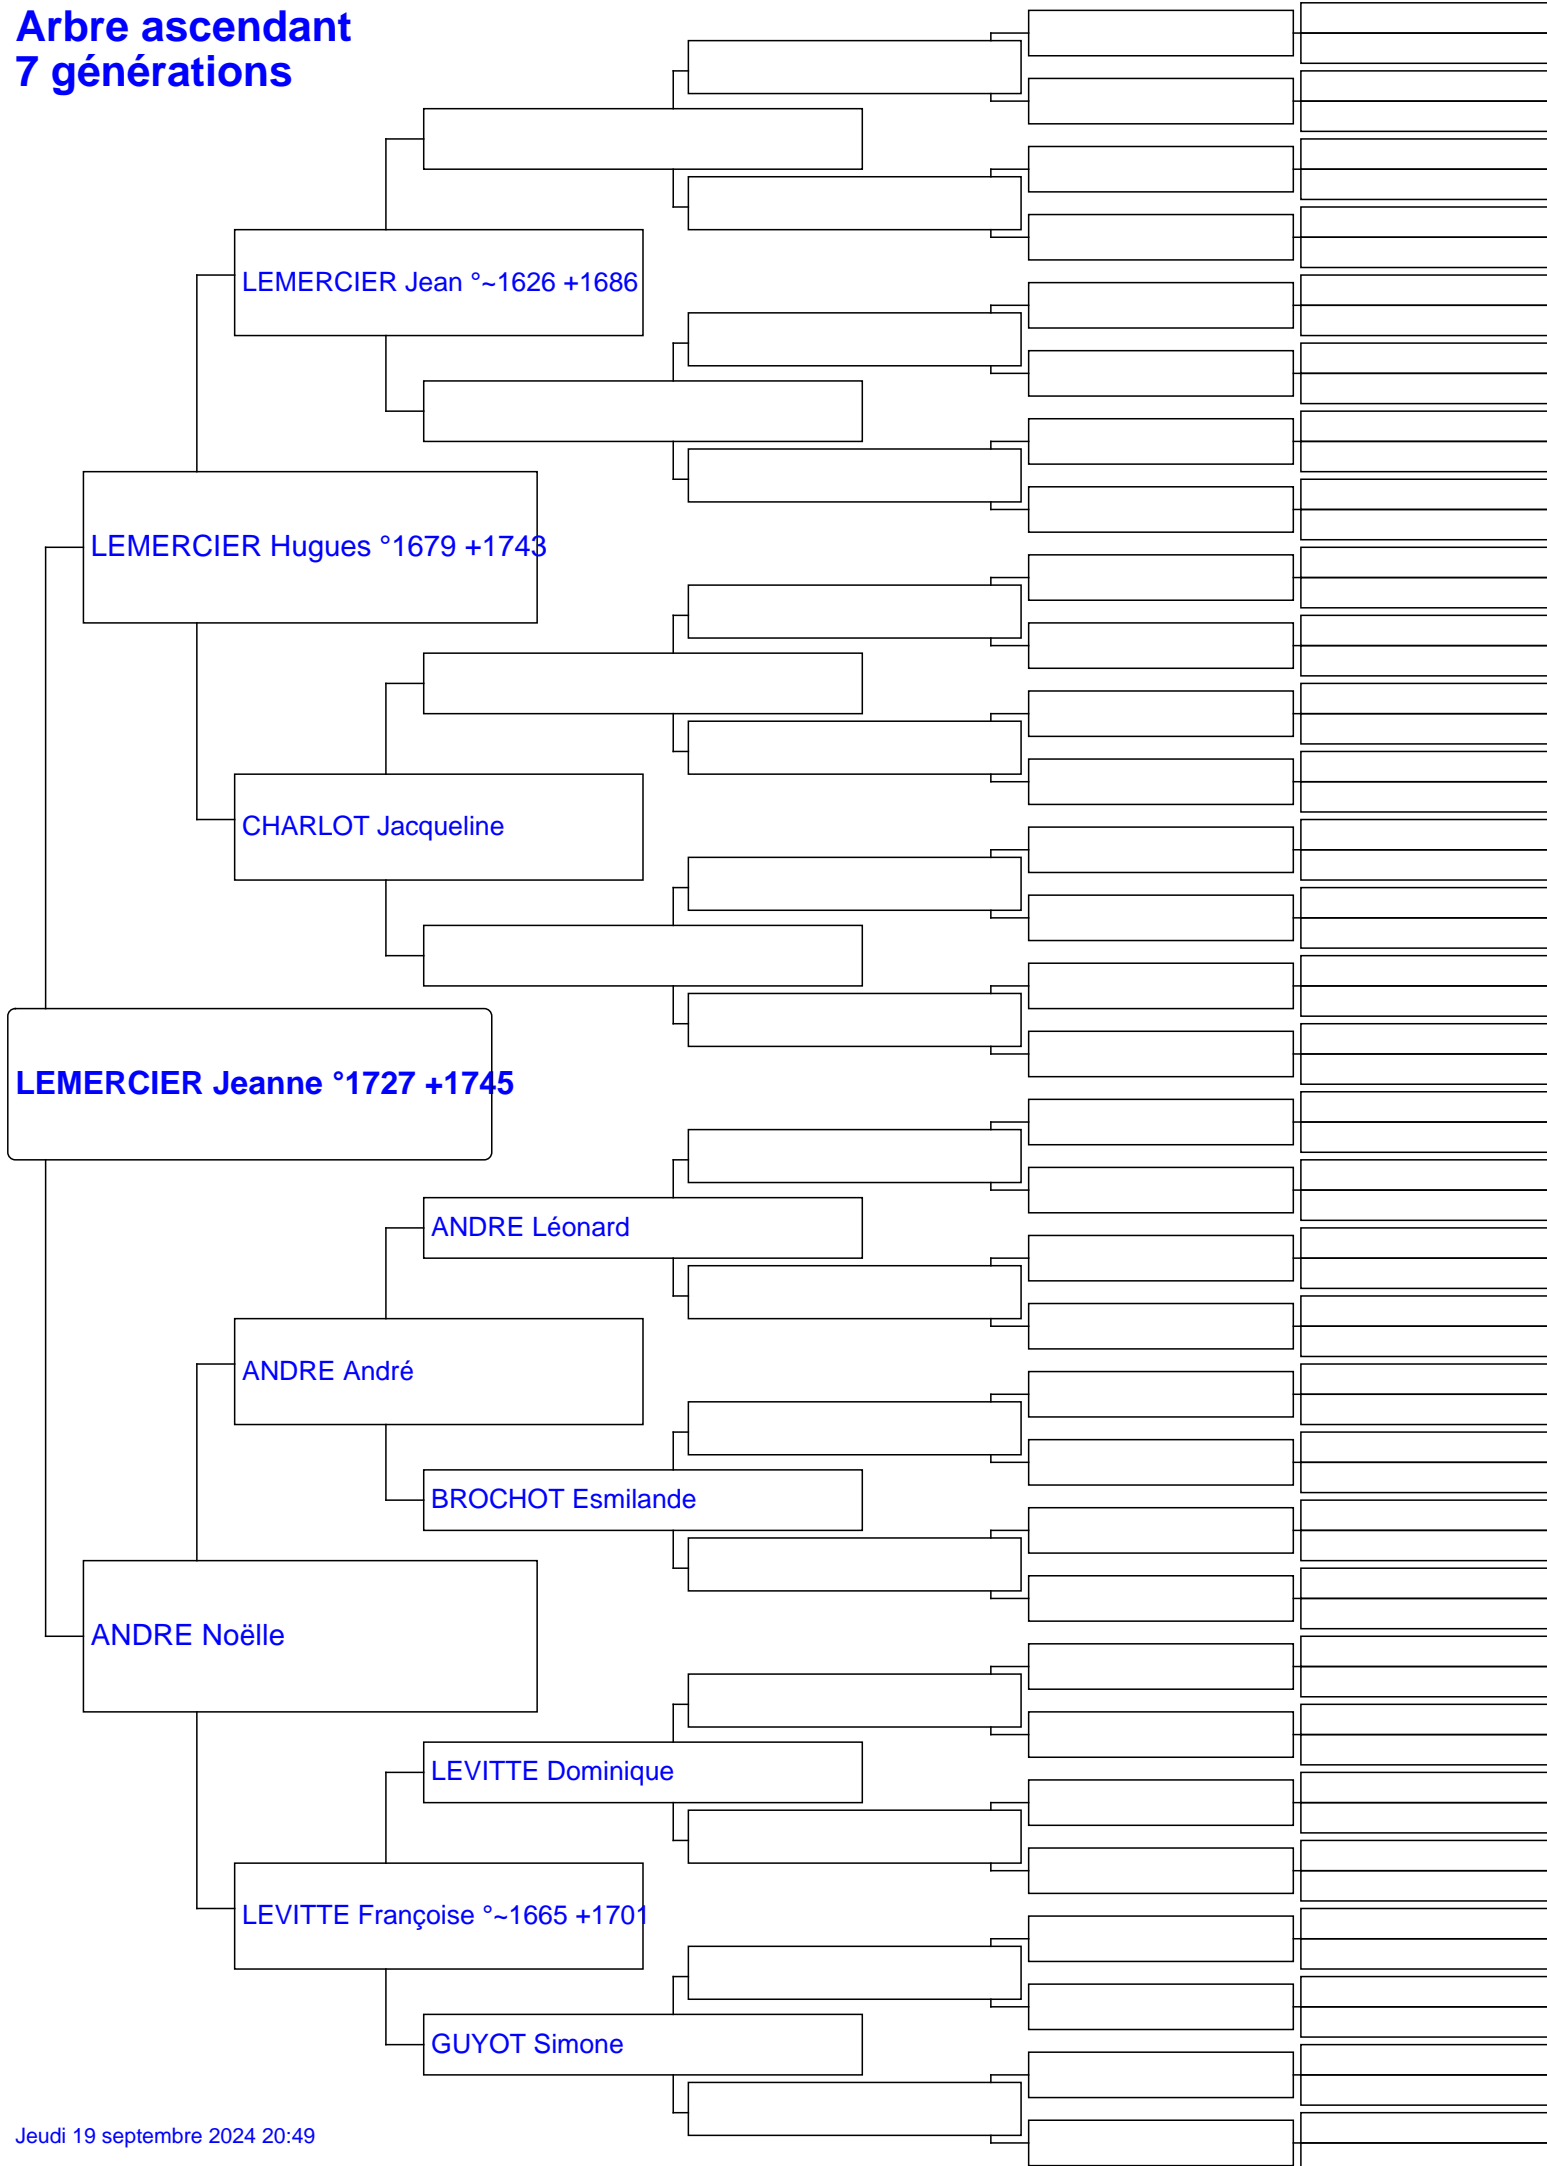 Arbre ascendant
7 générations
LEMERCIER Jean °~1626 +1686
LEMERCIER Hugues °1679 +1743
CHARLOT Jacqueline
LEMERCIER Jeanne °1727 +1745
ANDRE Léonard
ANDRE André
BROCHOT Esmilande
ANDRE Noëlle
LEVITTE Dominique
LEVITTE Françoise °~1665 +1701
GUYOT Simone
Jeudi 19 septembre 2024 20:49